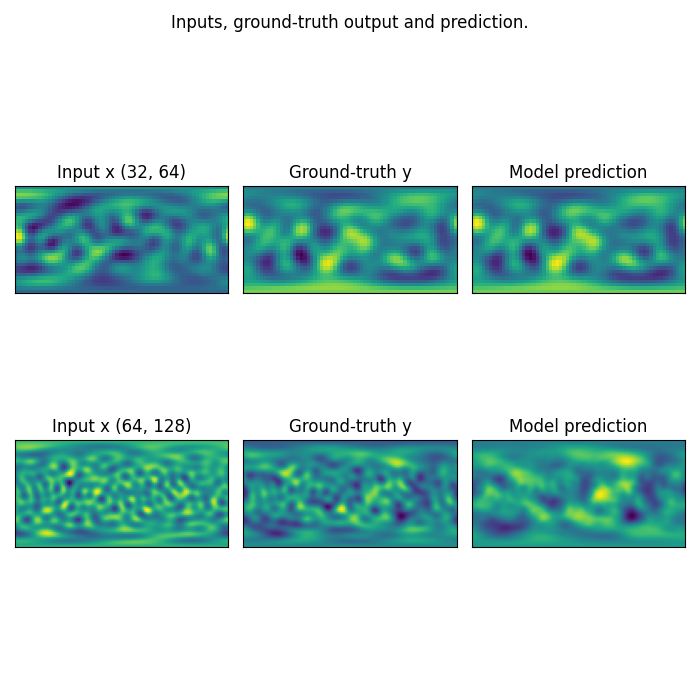 Inputs, ground-truth output and prediction.
Input x (32, 64)
Ground-truth y
Model prediction
Input x (64, 128)
Ground-truth y
Model prediction